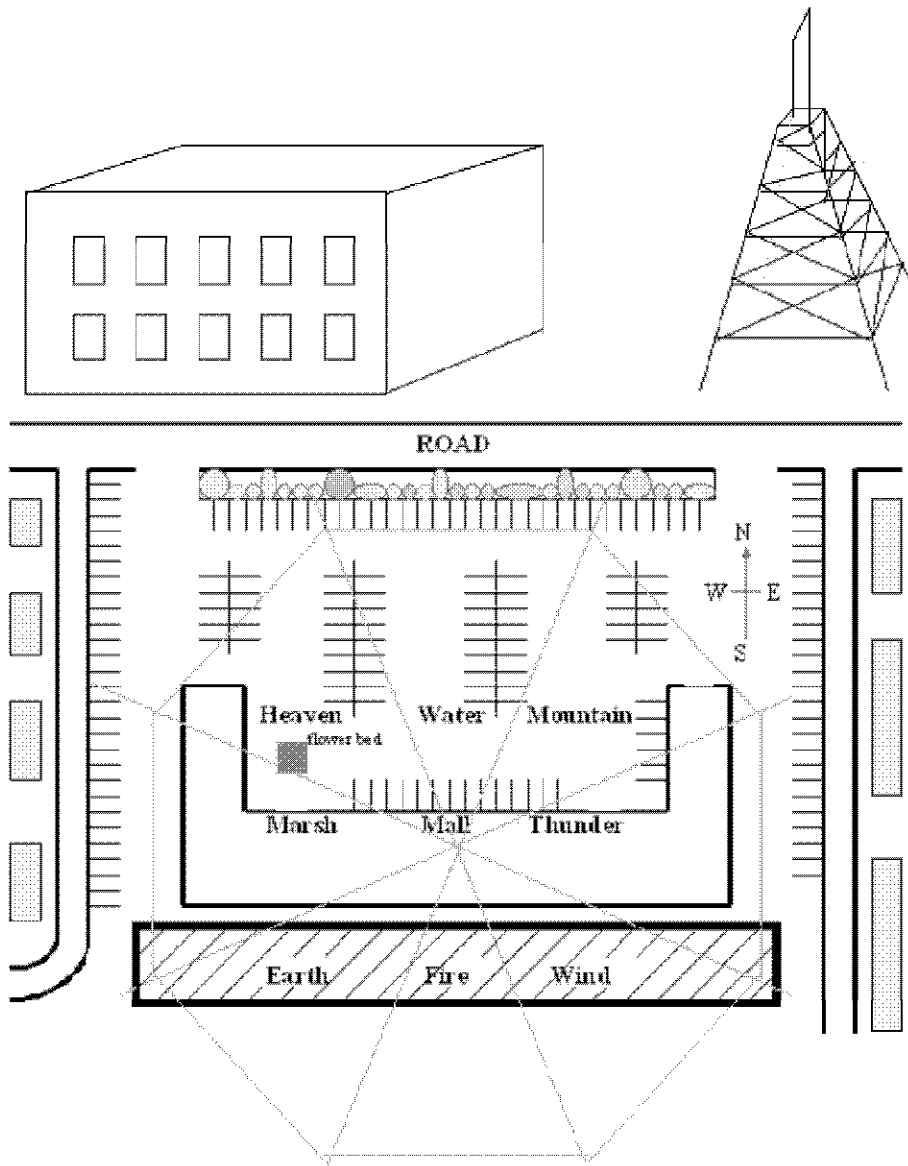 ROAD
N
W E
S
Heaven Water Mountain
flower bed
Marsh Mall Thunder
Earth Fire Wind